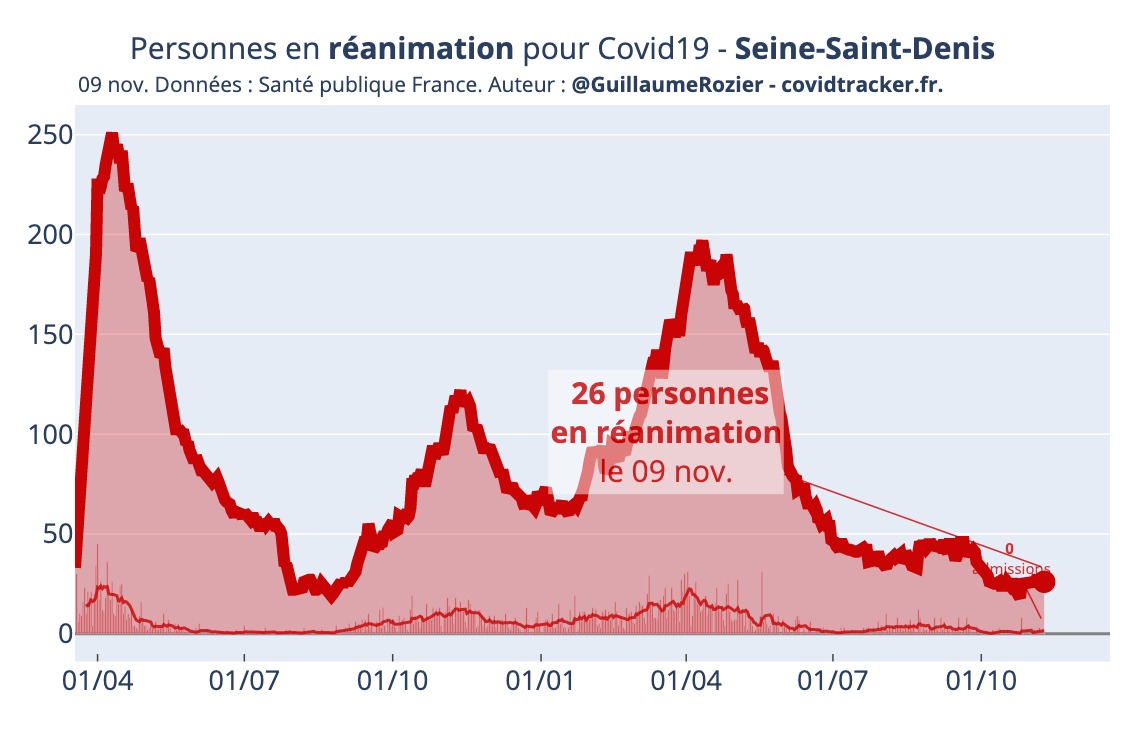 Personnes en réanimation pour Covid19 - Seine-Saint-Denis
09 nov. Données : Santé publique France. Auteur : @GuillaumeRozier - covidtracker.fr.
250
200
150
100
50
0
26 personnes
en réanimation
le 09 nov.
0
admissions
01/04
01/07
01/10
01/01
01/04
01/07
01/10